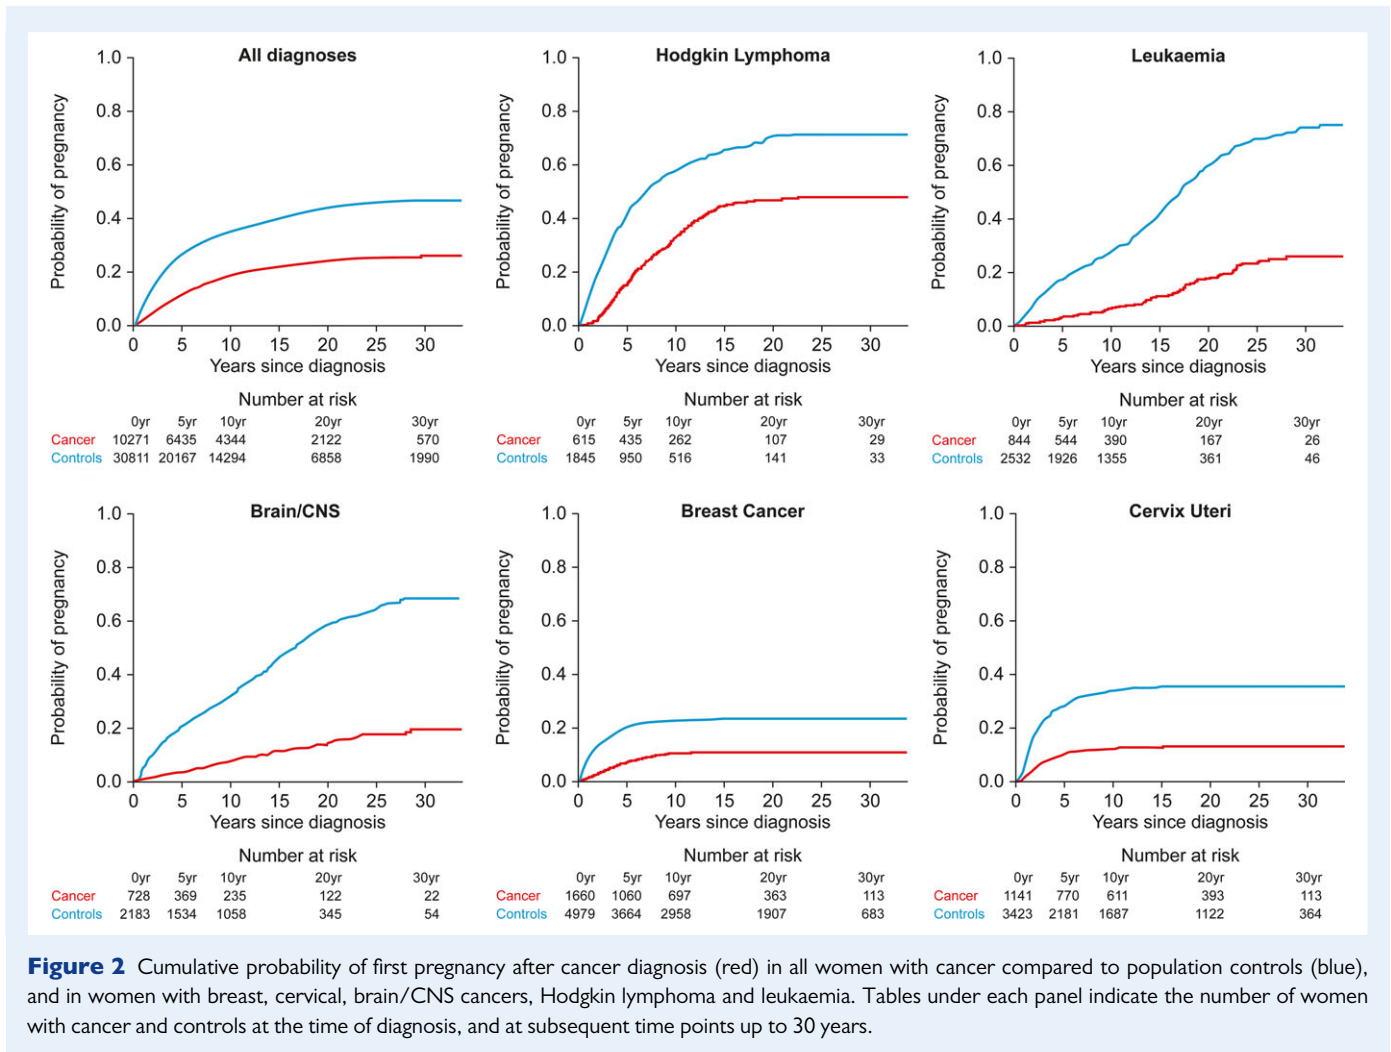 All diagnoses
Probability of pregnancy
1.0
0.8
0.6
0.4
0.2
0.0
0 5 10 15 20 25 30
Years since diagnosis
Number at risk
0yr 5yr 10yr 20yr 30yr
Cancer 10271 6435 4344 2122 570
Controls 30811 20167 14294 6858 1990
Hodgkin Lymphoma
Probability of pregnancy
1.0
0.8
0.6
0.4
0.2
0.0
0 5 10 15 20 25 30
Years since diagnosis
Number at risk
0yr 5yr 10yr 20yr 30yr
Cancer 615 435 262 107 29
Controls 1845 950 516 141 33
Leukaemia
Probability of pregnancy
1.0
0.8
0.6
0.4
0.2
0.0
0 5 10 15 20 25 30
Years since diagnosis
Number at risk
0yr 5yr 10yr 20yr 30yr
Cancer 844 544 390 167 26
Controls 2532 1926 1355 361 46
Brain/CNS
Probability of pregnancy
1.0
0.8
0.6
0.4
0.2
0.0
0 5 10 15 20 25 30
Years since diagnosis
Number at risk
0yr 5yr 10yr 20yr 30yr
Cancer 728 369 235 122 22
Controls 2183 1534 1058 345 54
Breast Cancer
Probability of pregnancy
1.0
0.8
0.6
0.4
0.2
0.0
0 5 10 15 20 25 30
Years since diagnosis
Number at risk
0yr 5yr 10yr 20yr 30yr
Cancer 1660 1060 697 363 113
Controls 4979 3664 2958 1907 683
Cervix Uteri
Probability of pregnancy
1.0
0.8
0.6
0.4
0.2
0.0
0 5 10 15 20 25 30
Years since diagnosis
Number at risk
0yr 5yr 10yr 20yr 30yr
Cancer 1141 770 611 393 113
Controls 3423 2181 1687 1122 364
Figure 2 Cumulative probability of first pregnancy after cancer diagnosis (red) in all women with cancer compared to population controls (blue),
and in women with breast, cervical, brain/CNS cancers, Hodgkin lymphoma and leukaemia. Tables under each panel indicate the number of women
with cancer and controls at the time of diagnosis, and at subsequent time points up to 30 years.